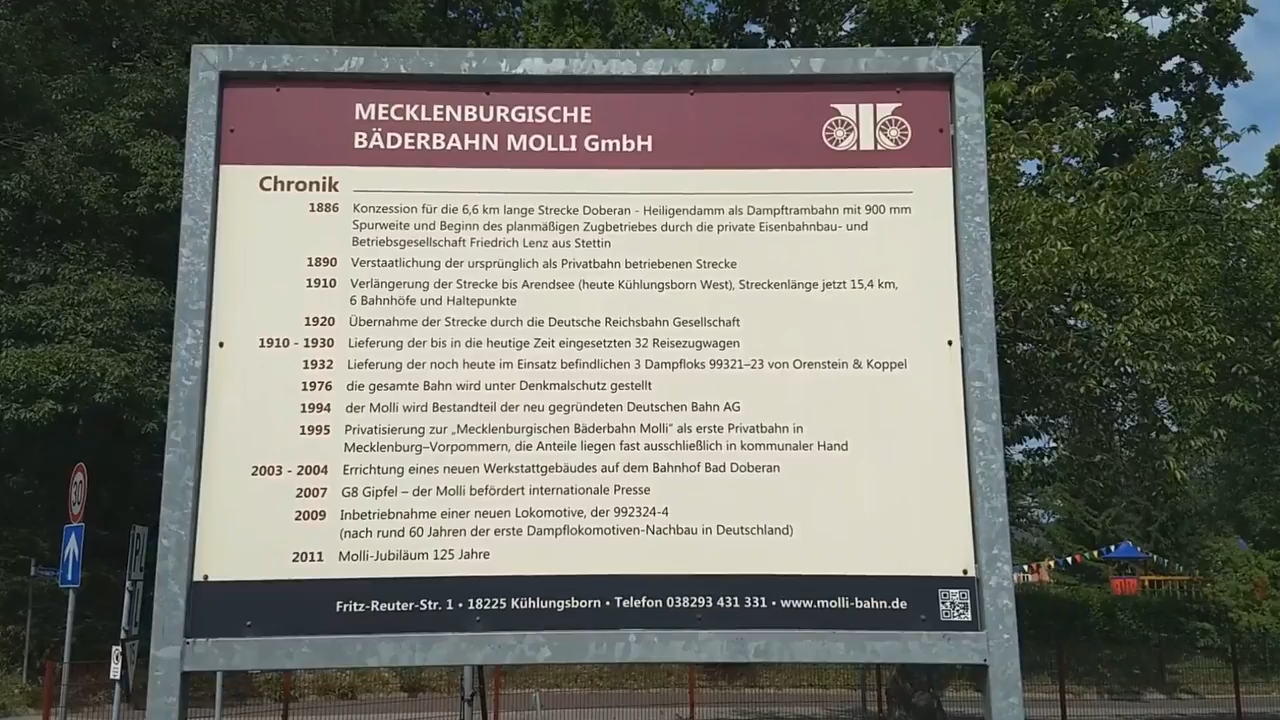 MECKLENBURGISCHE
BÄDERBAHN MOLLI GmbH
Chronik
1886 Konzession für die 6,6 km lange Strecke Doberan - Heiligendamm als Dampftrambahn mit 900 mm
Spurweite und Beginn des planmäßigen Zugbetriebes durch die private Eisenbahnbau- und
Betriebsgesellschaft Friedrich Lenz aus Stettin
1890 Verstaatlichung der ursprünglich als Privatbahn betriebenen Strecke
1910 Verlängerung der Strecke bis Arendsee (heute Kühlungsborn West), Streckenlänge jetzt 15,4 km,
6 Bahnhöfe und Haltepunkte
1920 Übernahme der Strecke durch die Deutsche Reichsbahn Gesellschaft
1910 - 1930 Lieferung der bis in die heutige Zeit eingesetzten 32 Reisezugwagen
1932 Lieferung der noch heute im Einsatz befindlichen 3 Dampfloks 99321–23 von Orenstein & Koppel
1976 die gesamte Bahn wird unter Denkmalschutz gestellt
1994 der Molli wird Bestandteil der neu gegründeten Deutschen Bahn AG
1995 Privatisierung zur „Mecklenburgischen Bäderbahn Molli" als erste Privatbahn in
Mecklenburg–Vorpommern, die Anteile liegen fast ausschließlich in kommunaler Hand
2003 - 2004 Errichtung eines neuen Werkstattgebäudes auf dem Bahnhof Bad Doberan
2007 G8 Gipfel – der Molli befördert internationale Presse
2009 Inbetriebnahme einer neuen Lokomotive, der 992324-4
(nach rund 60 Jahren der erste Dampflokomotiven-Nachbau in Deutschland)
2011 Molli-Jubiläum 125 Jahre
Fritz-Reuter-Str. 1 • 18225 Kühlungsborn • Telefon 038293 431 331 • www.molli-bahn.de
30